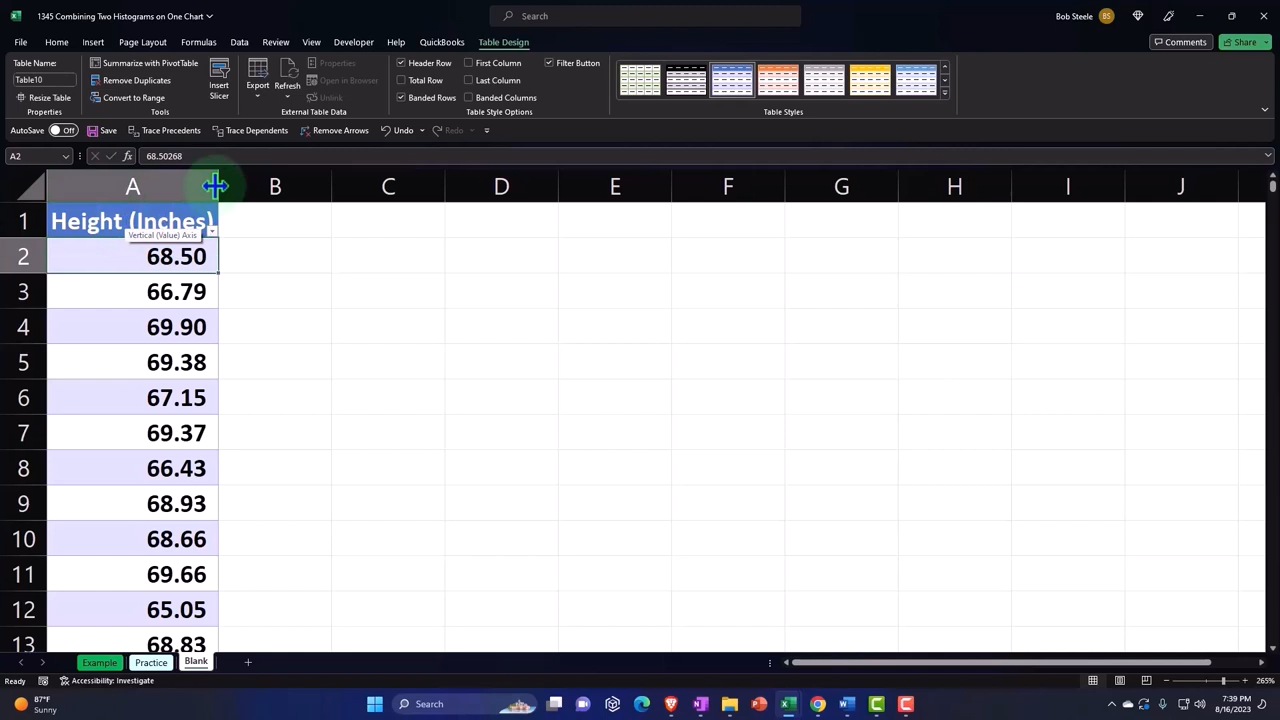 1345 Combining Two Histograms on One Chart
Search
Bob Steele
BS
File Home Insert Page Layout Formulas Data Review View Developer Help QuickBooks Table Design
Comments
Share
Table Name:
Table10
Resize Table
Properties
Summarize with PivotTable
Remove Duplicates
Convert to Range
Insert
Slicer
Tools
Export
Refresh
Properties
Open in Browser
Unlink
External Table Data
Header Row
First Column
Filter Button
Total Row
Last Column
Banded Rows
Banded Columns
Table Style Options
Table Styles
AutoSave Off Save Trace Precedents Trace Dependents Remove Arrows Undo Redo
A2
fx
68.50268
A B C D E F G H I J
1 Height (Inches)
Vertical (Value) Axis
2 68.50
3 66.79
4 69.90
5 69.38
6 67.15
7 69.37
8 66.43
9 68.93
10 68.66
11 69.66
12 65.05
13 68.83
Example Practice Blank
Ready Accessibility: Investigate
265%
87°F
Sunny
Search
7:39 PM
8/16/2023